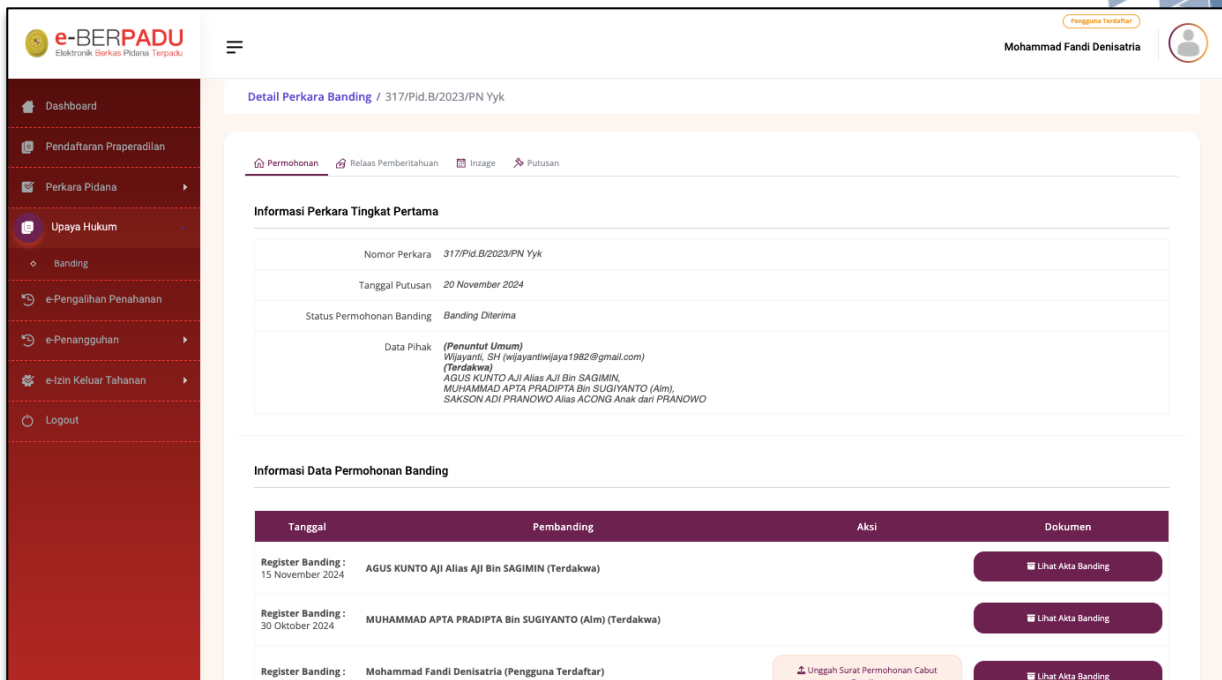 e-BERPADU
Elektronik Berkas Pidana Terpadu
Pengguna Terdaftar
Mohammad Fandi Denisatria
Dashboard
Pendaftaran Praperadilan
Perkara Pidana
Upaya Hukum
Banding
e-Pengalihan Penahanan
e-Penangguhan
e-Izin Keluar Tahanan
Logout
Detail Perkara Banding / 317/Pid.B/2023/PN Yyk
Permohonan Relaas Pemberitahuan Inzage Putusan
Informasi Perkara Tingkat Pertama
Nomor Perkara 317/Pid.B/2023/PN Yyk
Tanggal Putusan 20 November 2024
Status Permohonan Banding Banding Diterima
Data Pihak (Penuntut Umum)
Wijayanti, SH (wijayantiwijaya1982@gmail.com)
(Terdakwa)
AGUS KUNTO AJI Alias AJI Bin SAGIMIN,
MUHAMMAD APTA PRADIPTA Bin SUGIYANTO (Alm),
SAKSON ADI PRANOWO Alias ACONG Anak dari PRANOWO
Informasi Data Permohonan Banding
Tanggal Pembanding Aksi Dokumen
Register Banding :
15 November 2024
AGUS KUNTO AJI Alias AJI Bin SAGIMIN (Terdakwa)
Lihat Akta Banding
Register Banding :
30 Oktober 2024
MUHAMMAD APTA PRADIPTA Bin SUGIYANTO (Alm) (Terdakwa)
Lihat Akta Banding
Register Banding :
Mohammad Fandi Denisatria (Pengguna Terdaftar)
Unggah Surat Permohonan Cabut
Lihat Akta Banding